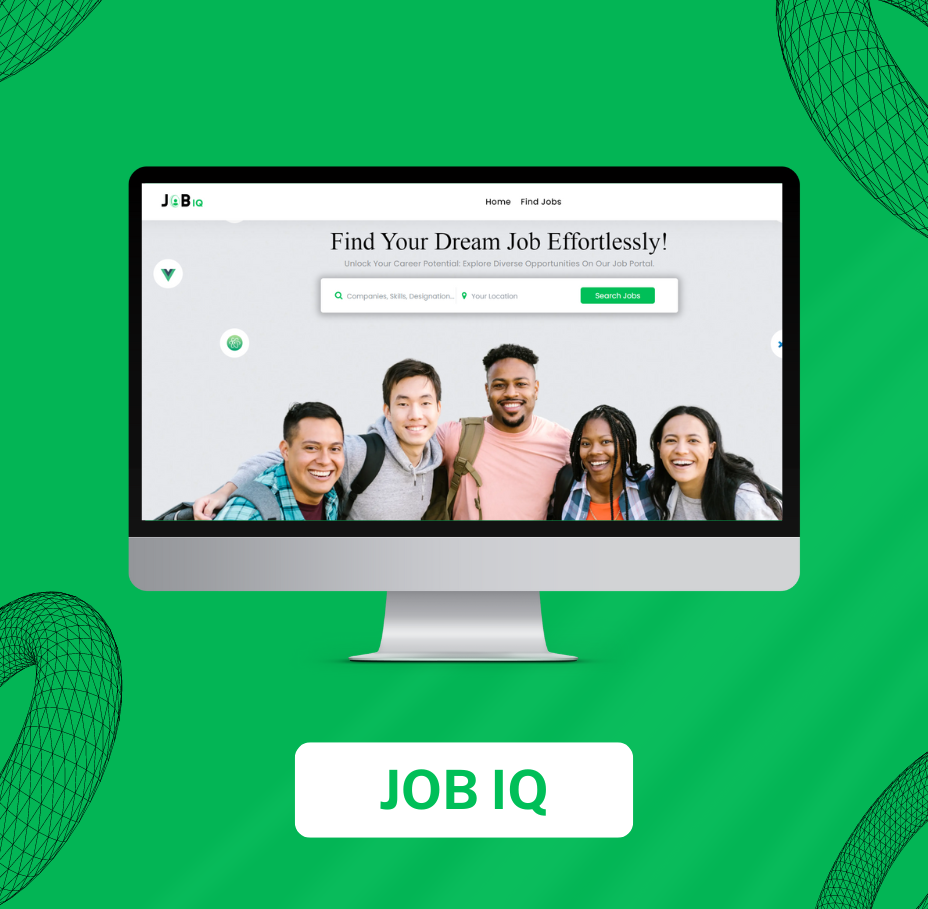 JOB IQ
Home Find Jobs
Find Your Dream Job Effortlessly!
Unlock Your Career Potential: Explore Diverse Opportunities On Our Job Portal.
Companies, Skills, Designation... Your Location Search Jobs
JOB IQ